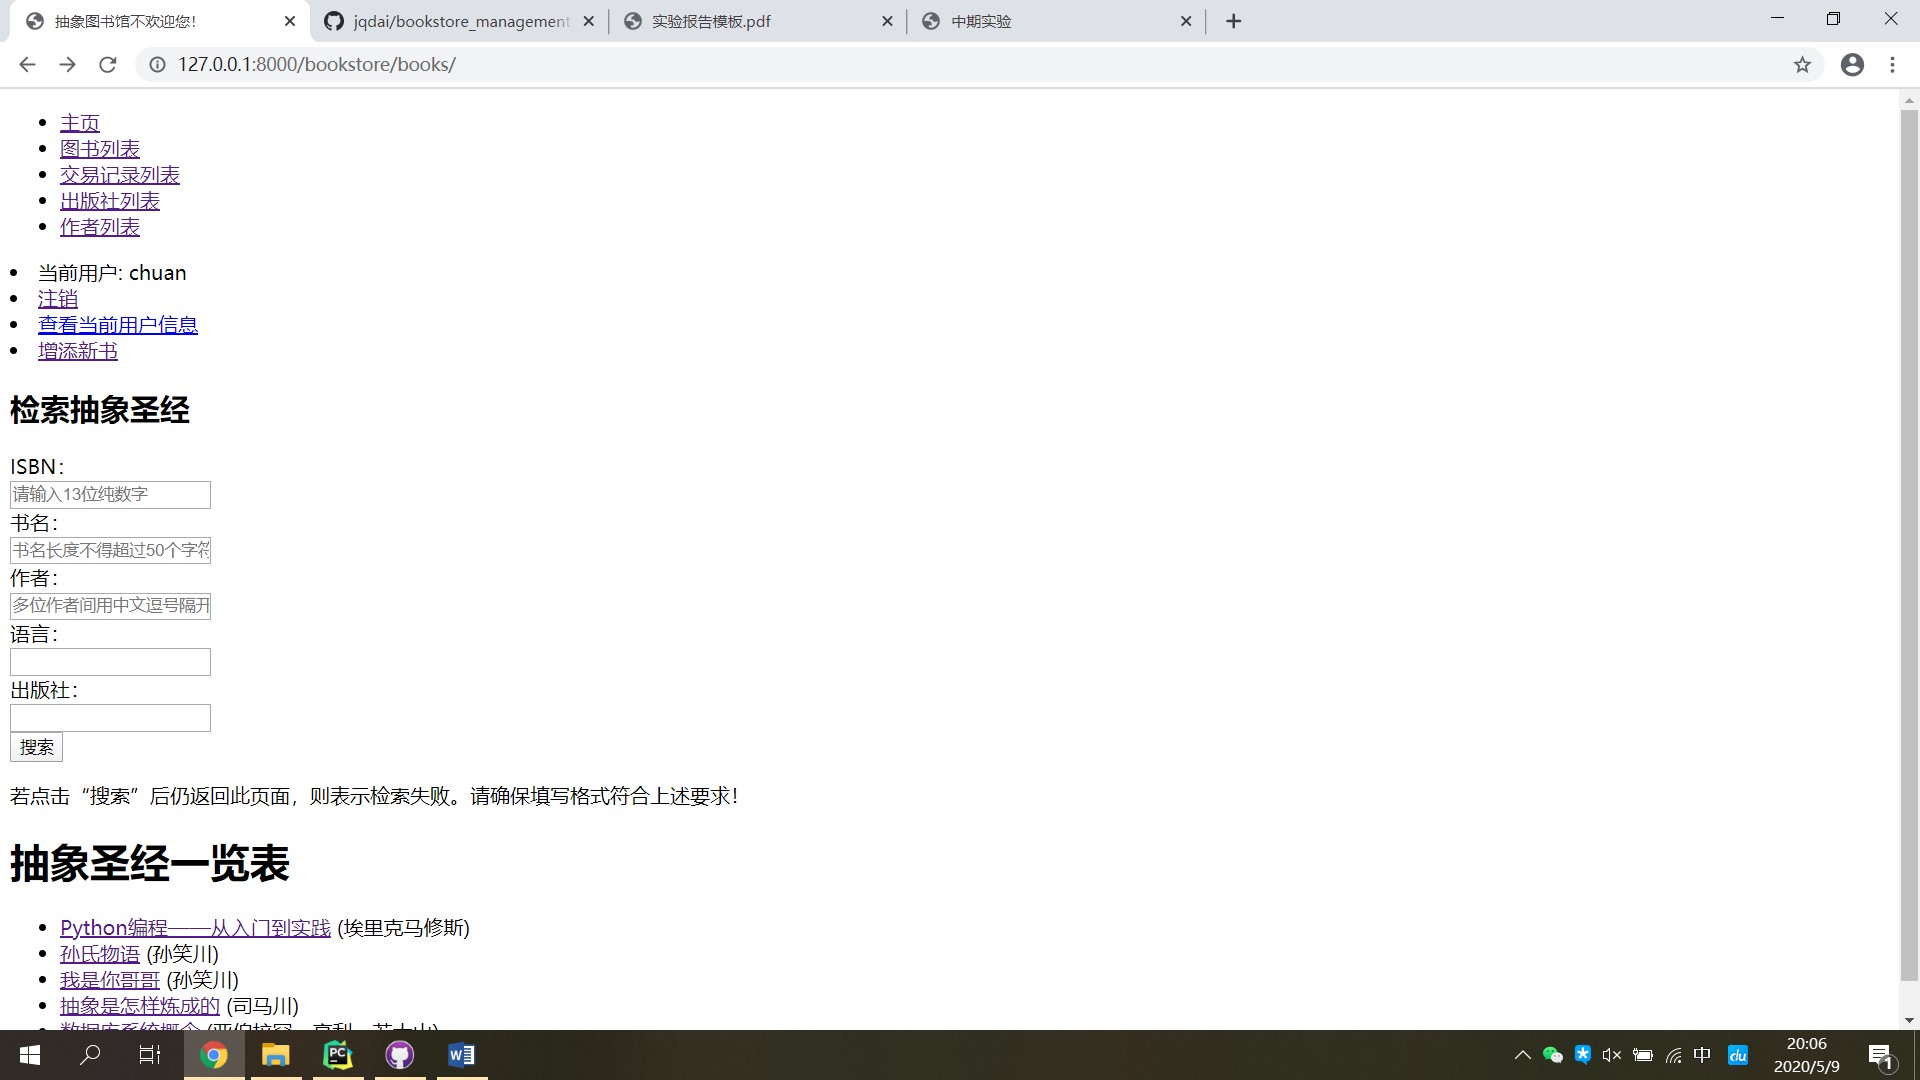 抽象图书馆不欢迎您!
jqdai/bookstore_management
实验报告模板.pdf
中期实验
127.0.0.1:8000/bookstore/books/
主页
图书列表
交易记录列表
出版社列表
作者列表
当前用户: chuan
注销
查看当前用户信息
增添新书
检索抽象圣经
ISBN：
请输入13位纯数字
书名：
书名长度不得超过50个字符
作者：
多位作者间用中文逗号隔开
语言：
出版社：
搜索
若点击“搜索”后仍返回此页面，则表示检索失败。请确保填写格式符合上述要求！
抽象圣经一览表
Python编程——从入门到实践 (埃里克马修斯)
孙氏物语 (孙笑川)
我是你哥哥 (孙笑川)
抽象是怎样炼成的 (司马川)
数据库系统概念
中
du
20:06
2020/5/9
1